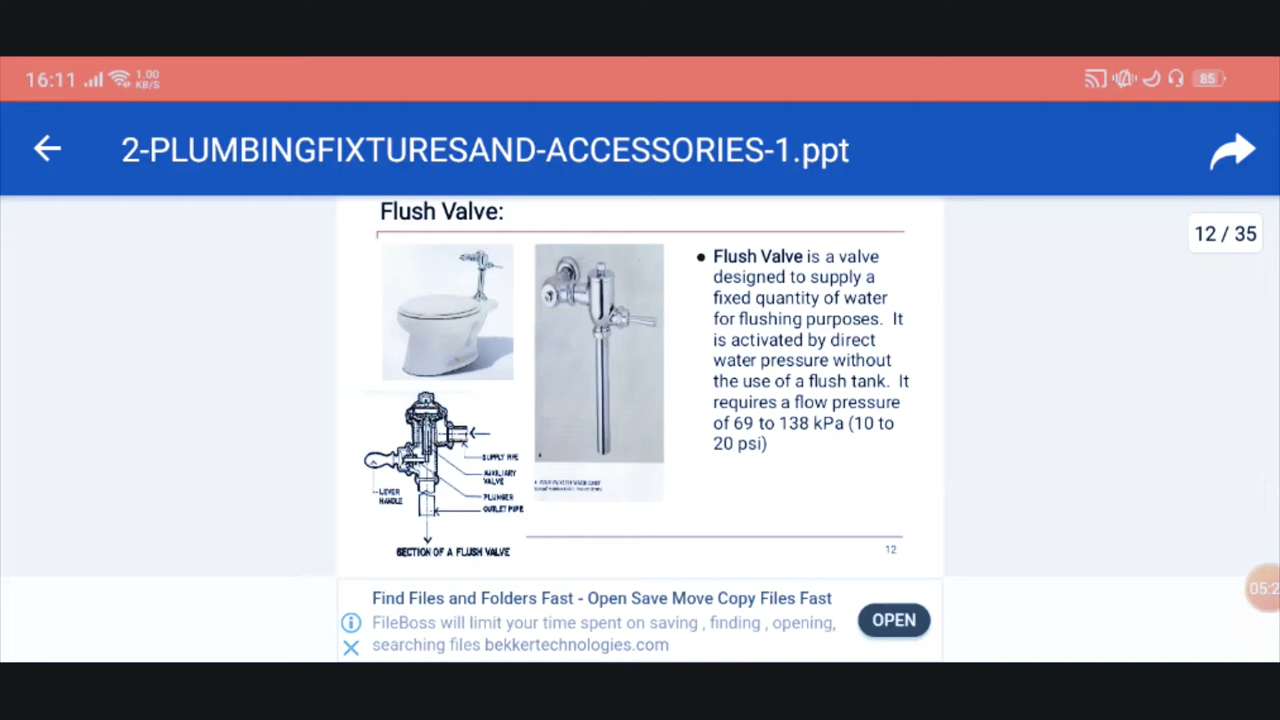 16:11
1.00
KB/S
85
2-PLUMBINGFIXTURESAND-ACCESSORIES-1.ppt
12 / 35
Flush Valve:
● Flush Valve is a valve
designed to supply a
fixed quantity of water
for flushing purposes. It
is activated by direct
water pressure without
the use of a flush tank. It
requires a flow pressure
of 69 to 138 kPa (10 to
20 psi)
SUPPLY PIPE
AUXILIARY
VALVE
LEVER
HANDLE
PLUMBER
OUTLET PIPE
SECTION OF A FLUSH VALVE
12
05:2
Find Files and Folders Fast - Open Save Move Copy Files Fast
FileBoss will limit your time spent on saving , finding , opening,
searching files bekkertechnologies.com
OPEN